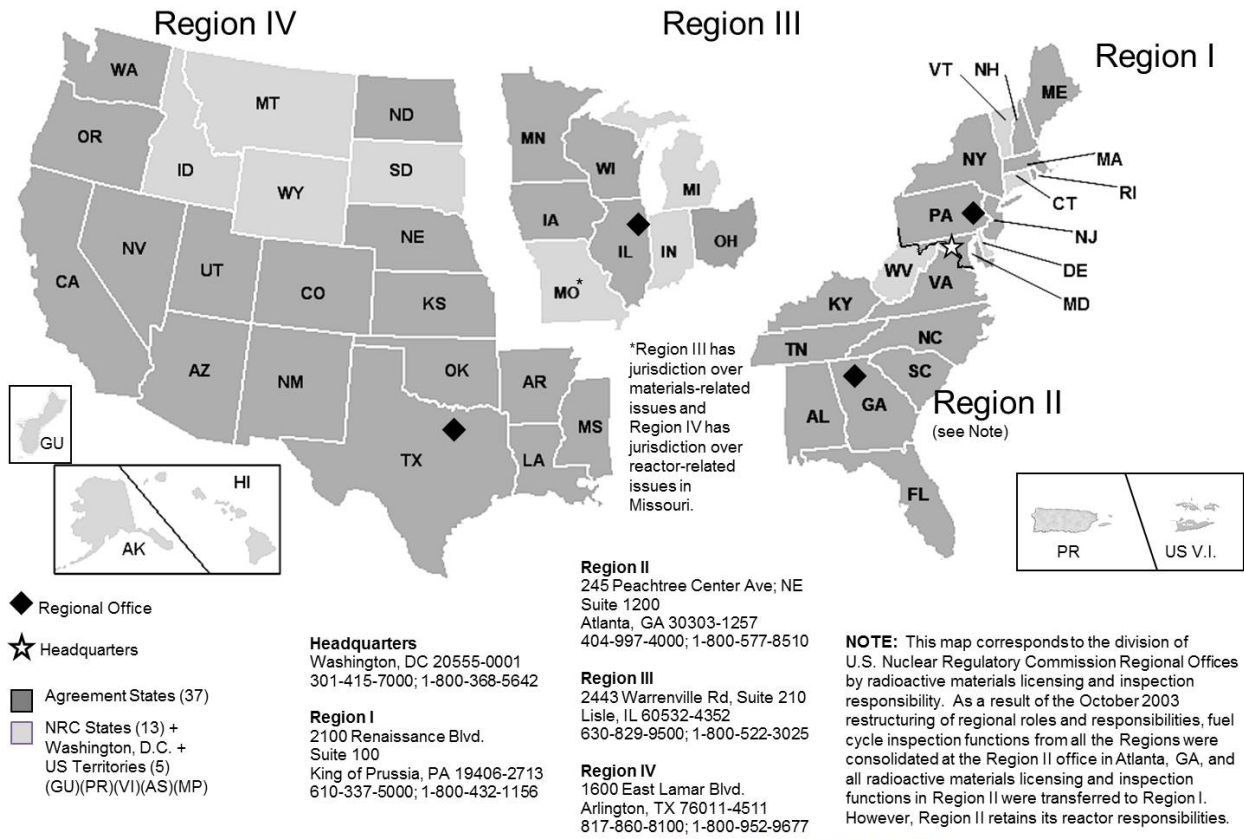 Region IV
Region III
Region I
WA
MT
ND
OR
ID
SD
WY
NE
NV
UT
CO
KS
CA
AZ
NM
OK
TX
GU
HI
AK
MN
WI
MI
IA
IL
IN
OH
MO*
AR
MS
LA
*Region III has
jurisdiction over
materials-related
issues and
Region IV has
jurisdiction over
reactor-related
issues in
Missouri.
VT
NH
ME
NY
MA
RI
CT
PA
NJ
DE
MD
WV
VA
KY
NC
TN
SC
AL
GA
FL
Region II
(see Note)
PR
US V.I.
Regional Office
Headquarters
Agreement States (37)
NRC States (13) +
Washington, D.C. +
US Territories (5)
(GU)(PR)(VI)(AS)(MP)
Headquarters
Washington, DC 20555-0001
301-415-7000; 1-800-368-5642
Region I
2100 Renaissance Blvd.
Suite 100
King of Prussia, PA 19406-2713
610-337-5000; 1-800-432-1156
Region II
245 Peachtree Center Ave; NE
Suite 1200
Atlanta, GA 30303-1257
404-997-4000; 1-800-577-8510
Region III
2443 Warrenville Rd, Suite 210
Lisle, IL 60532-4352
630-829-9500; 1-800-522-3025
Region IV
1600 East Lamar Blvd.
Arlington, TX 76011-4511
817-860-8100; 1-800-952-9677
NOTE: This map corresponds to the division of
U.S. Nuclear Regulatory Commission Regional Offices
by radioactive materials licensing and inspection
responsibility. As a result of the October 2003
restructuring of regional roles and responsibilities, fuel
cycle inspection functions from all the Regions were
consolidated at the Region II office in Atlanta, GA, and
all radioactive materials licensing and inspection
functions in Region II were transferred to Region I.
However, Region II retains its reactor responsibilities.